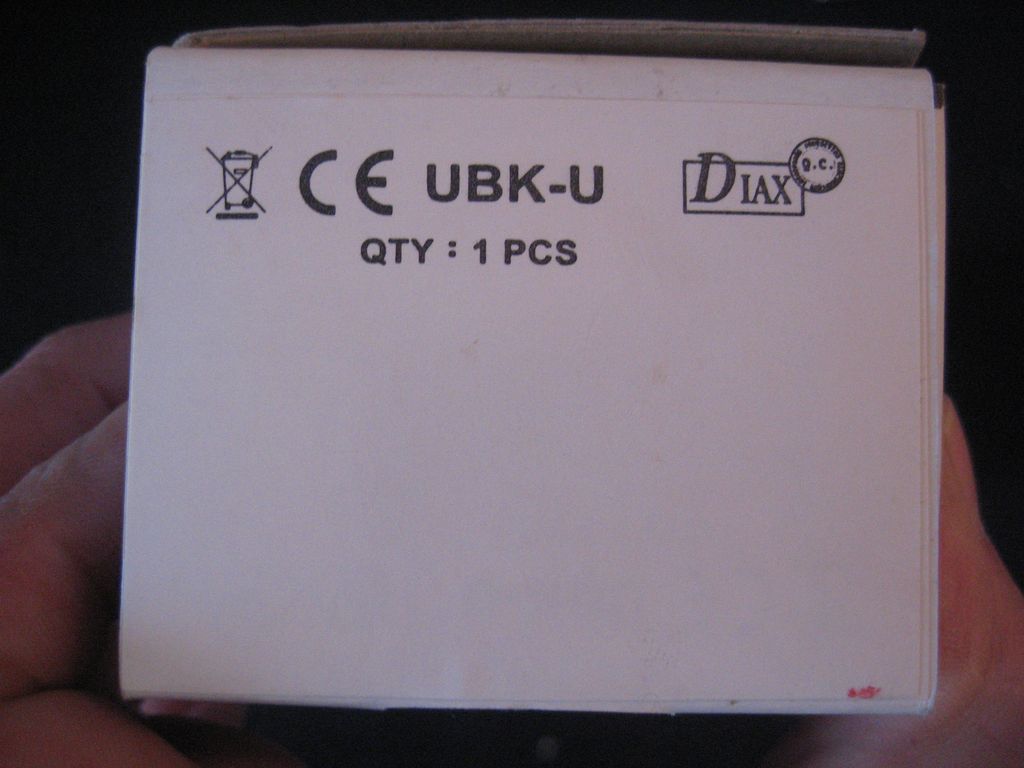 CE UBK-U DIAX g.c.
QTY : 1 PCS